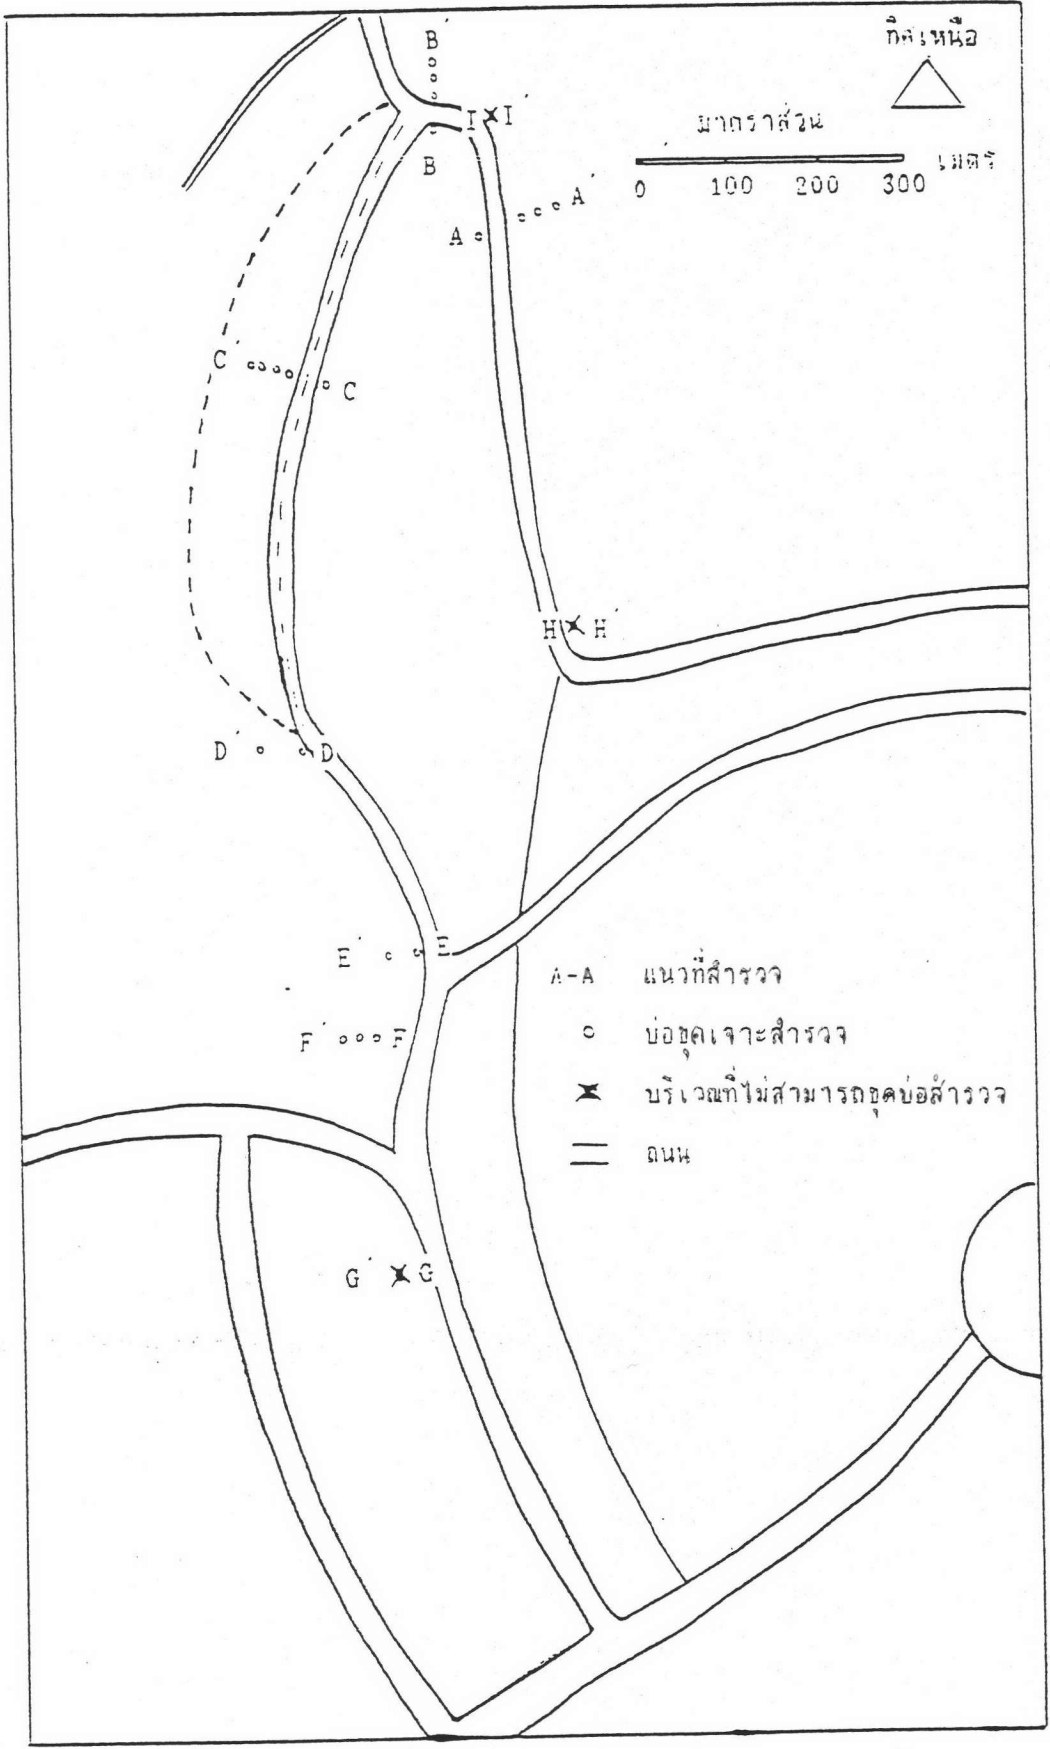 B'
ทิศเหนือ
I I'
มาตราส่วน
เมตร
0 100 200 300
B
A'
A
C'
C
H H'
D' D
E' E
A-A' แนวที่สำรวจ
บ่อขุดเจาะสำรวจ
F' F
บริเวณที่ไม่สามารถขุดบ่อสำรวจ
ถนน
G' G